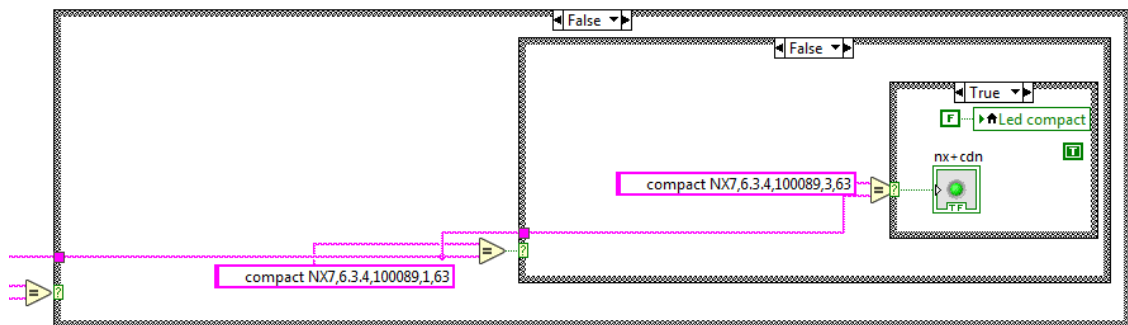 False
False
True
F
Led compact
T
nx+cdn
TF
compact NX7,6.3.4,100089,3,63
=
?
=
?
compact NX7,6.3.4,100089,1,63
=
?